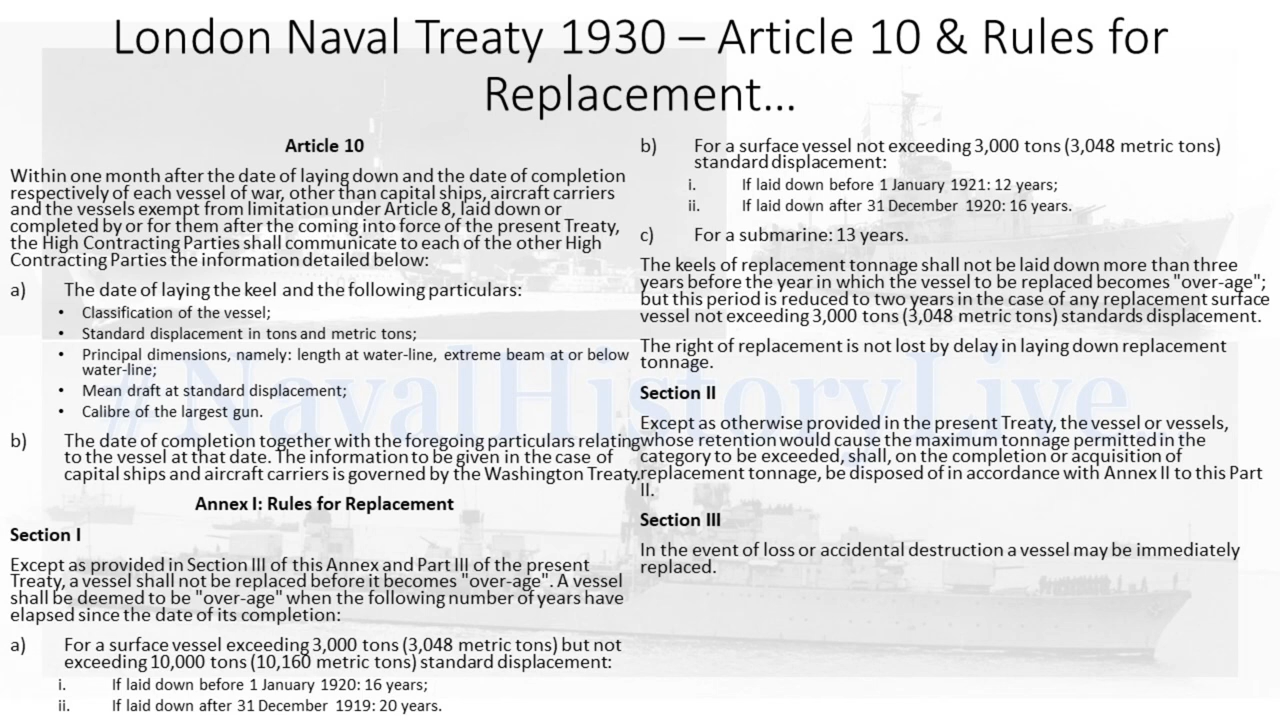 London Naval Treaty 1930 – Article 10 & Rules for
Replacement...
Article 10
Within one month after the date of laying down and the date of completion
respectively of each vessel of war, other than capital ships, aircraft carriers
and the vessels exempt from limitation under Article 8, laid down or
completed by or for them after the coming into force of the present Treaty,
the High Contracting Parties shall communicate to each of the other High
Contracting Parties the information detailed below:
a) The date of laying the keel and the following particulars:
• Classification of the vessel;
• Standard displacement in tons and metric tons;
• Principal dimensions, namely: length at water-line, extreme beam at or below
water-line;
• Mean draft at standard displacement;
• Calibre of the largest gun.
b) The date of completion together with the foregoing particulars relating
to the vessel at that date. The information to be given in the case of
capital ships and aircraft carriers is governed by the Washington Treaty.
Annex I: Rules for Replacement
Section I
Except as provided in Section III of this Annex and Part III of the present
Treaty, a vessel shall not be replaced before it becomes "over-age". A vessel
shall be deemed to be "over-age" when the following number of years have
elapsed since the date of its completion:
a) For a surface vessel exceeding 3,000 tons (3,048 metric tons) but not
exceeding 10,000 tons (10,160 metric tons) standard displacement:
i. If laid down before 1 January 1920: 16 years;
ii. If laid down after 31 December 1919: 20 years.
b) For a surface vessel not exceeding 3,000 tons (3,048 metric tons)
standard displacement:
i. If laid down before 1 January 1921: 12 years;
ii. If laid down after 31 December 1920: 16 years.
c) For a submarine: 13 years.
The keels of replacement tonnage shall not be laid down more than three
years before the year in which the vessel to be replaced becomes "over-age";
but this period is reduced to two years in the case of any replacement surface
vessel not exceeding 3,000 tons (3,048 metric tons) standards displacement.
The right of replacement is not lost by delay in laying down replacement
tonnage.
Section II
Except as otherwise provided in the present Treaty, the vessel or vessels,
whose retention would cause the maximum tonnage permitted in the
category to be exceeded, shall, on the completion or acquisition of
replacement tonnage, be disposed of in accordance with Annex II to this Part
II.
Section III
In the event of loss or accidental destruction a vessel may be immediately
replaced.
#NavalHistoryLive